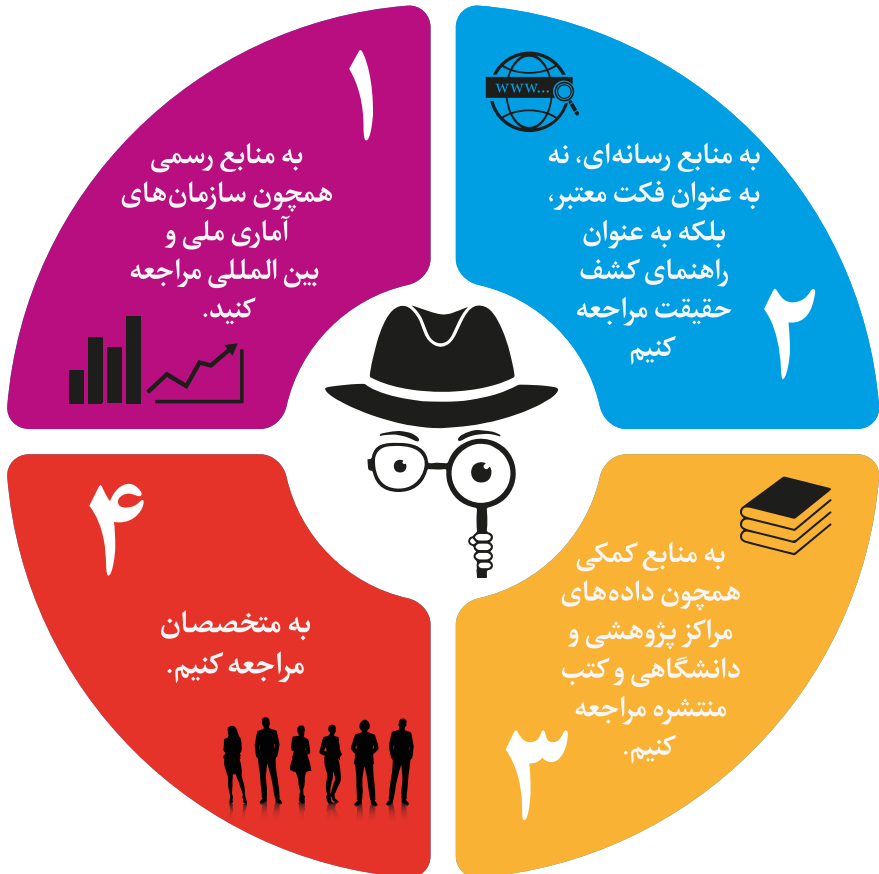 ۱
به منابع رسمی
همچون سازمان‌های
آماری ملی و
بین المللی مراجعه
کنید.
www...
به منابع رسانه‌ای، نه
به عنوان فکت معتبر،
بلکه به عنوان
راهنمای کشف
حقیقت مراجعه
کنیم
۲
به منابع کمکی
همچون داده‌های
مراکز پژوهشی و
دانشگاهی و کتب
منتشره مراجعه
کنیم.
۳
۴
به متخصصان
مراجعه کنیم.